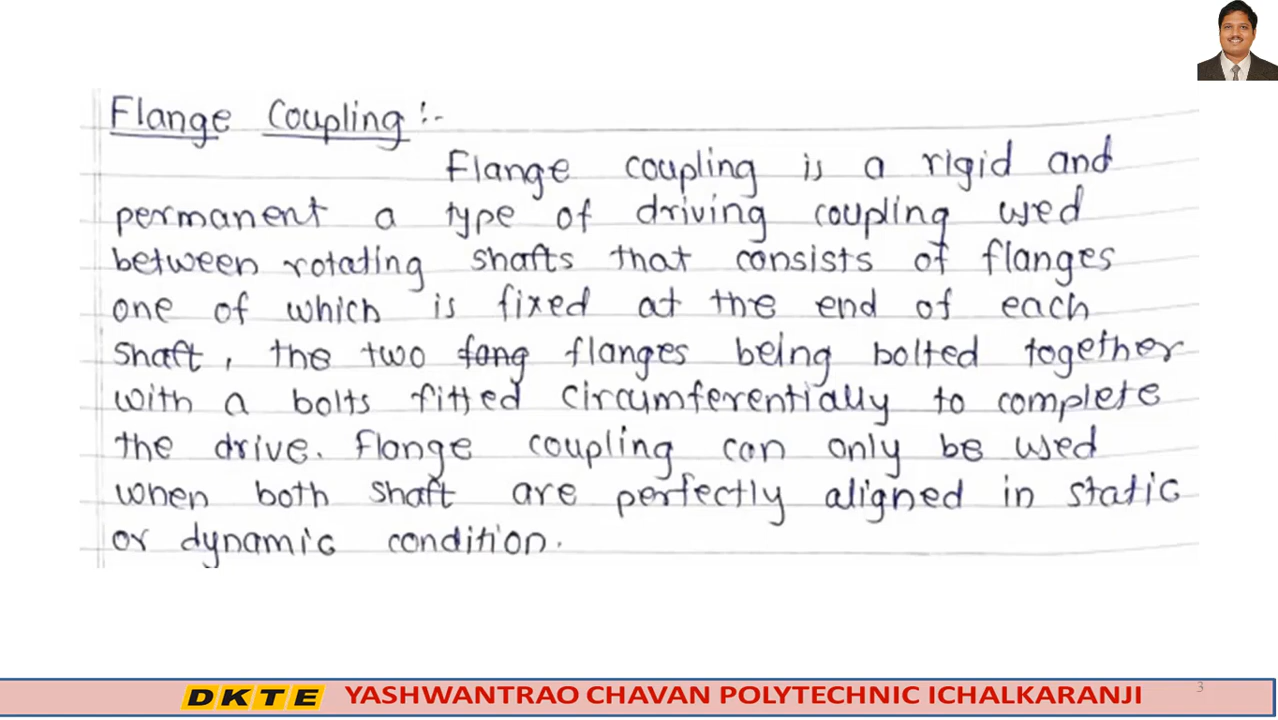 Flange Coupling :-
Flange coupling is a rigid and
permanent a type of driving coupling used
between rotating shafts that consists of flanges
one of which is fixed at the end of each
shaft, the two fang flanges being bolted together
with a bolts fitted circumferentially to complete
the drive. Flange coupling can only be used
when both shaft are perfectly aligned in static
or dynamic condition.
DKTE YASHWANTRAO CHAVAN POLYTECHNIC ICHALKARANJI 3